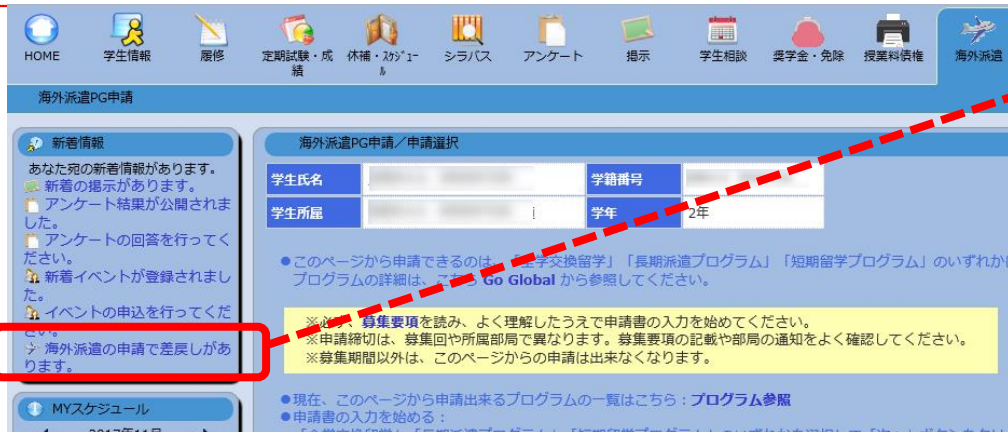 HOME
学生情報
履修
定期試験・成績
休補・ｽｹｼﾞｭｰﾙ
シラバス
アンケート
掲示
学生相談
奨学金・免除
授業料債権
海外派遣
海外派遣PG申請
新着情報
あなた宛の新着情報があります。
新着の掲示があります。
アンケート結果が公開されま
した。
アンケートの回答を行ってく
ださい。
新着イベントが登録されまし
た。
イベントの申込を行ってくだ
さい。
海外派遣の申請で差戻しがあ
ります。
MYスケジュール
2017年11月
海外派遣PG申請／申請選択
学生氏名
学籍番号
学生所属
学年
2年
●このページから申請できるのは、「全学交換留学」「長期派遣プログラム」「短期留学プログラム」のいずれか
プログラムの詳細は、こちら Go Global から参照してください。
※必ず、募集要項を読み、よく理解したうえで申請書の入力を始めてください。
※申請締切は、募集回や所属部局で異なります。募集要項の記載や部局の通知をよく確認してください。
※募集期間以外は、このページからの申請は出来なくなります。
●現在、このページから申請出来るプログラムの一覧はこちら：プログラム参照
●申請書の入力を始める：